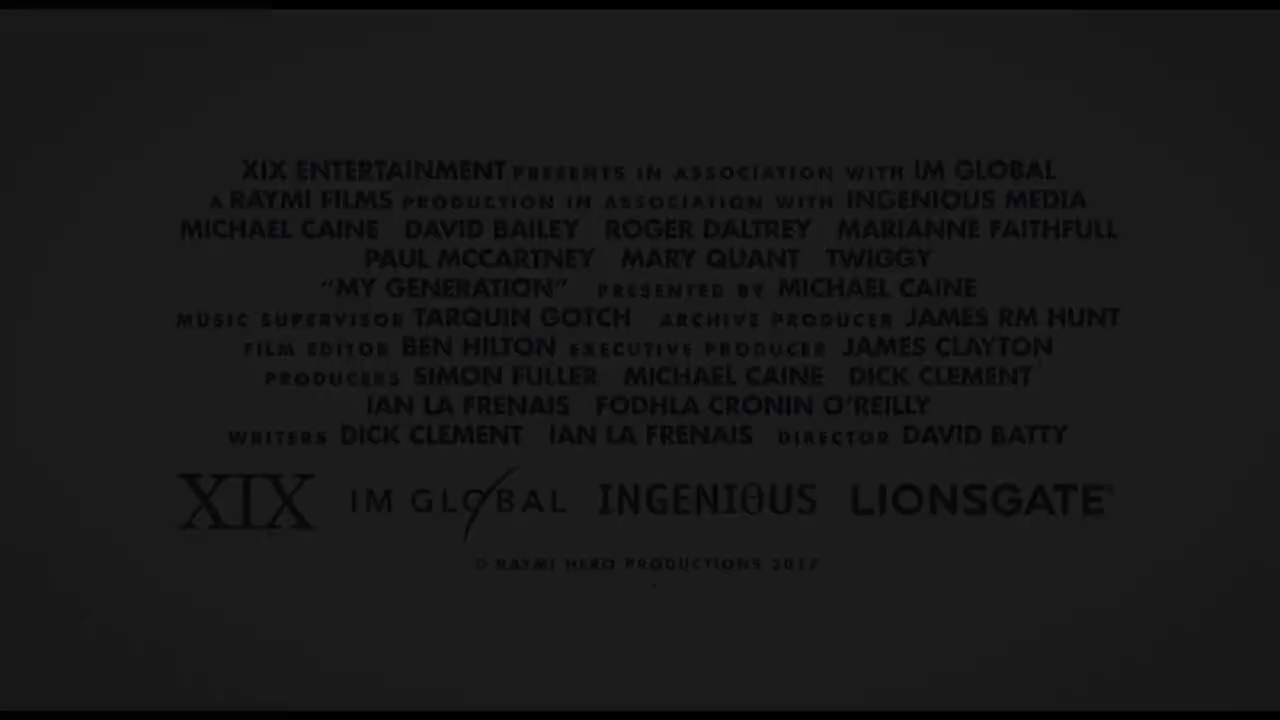 XIX ENTERTAINMENT PRESENTS IN ASSOCIATION WITH IM GLOBAL
A RAYMI FILMS PRODUCTION IN ASSOCIATION WITH INGENIOUS MEDIA
MICHAEL CAINE DAVID BAILEY ROGER DALTREY MARIANNE FAITHFULL
PAUL MCCARTNEY MARY QUANT TWIGGY
“MY GENERATION” PRESENTED BY MICHAEL CAINE
MUSIC SUPERVISOR TARQUIN GOTCH ARCHIVE PRODUCER JAMES RM HUNT
FILM EDITOR BEN HILTON EXECUTIVE PRODUCER JAMES CLAYTON
PRODUCERS SIMON FULLER MICHAEL CAINE DICK CLEMENT
IAN LA FRENAIS FODHLA CRONIN O'REILLY
WRITERS DICK CLEMENT IAN LA FRENAIS DIRECTOR DAVID BATTY
XIX IM GLOBAL INGENIOUS LIONSGATE
© RAYMI HERO PRODUCTIONS 2017